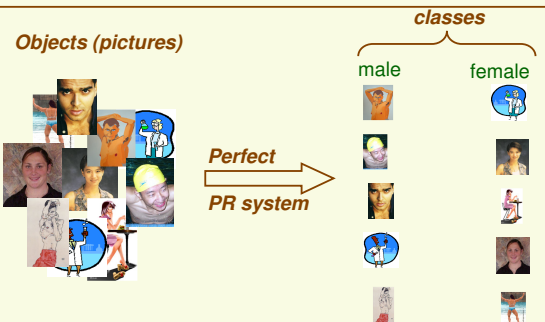 classes
Objects (pictures)
male
female
Perfect
PR system